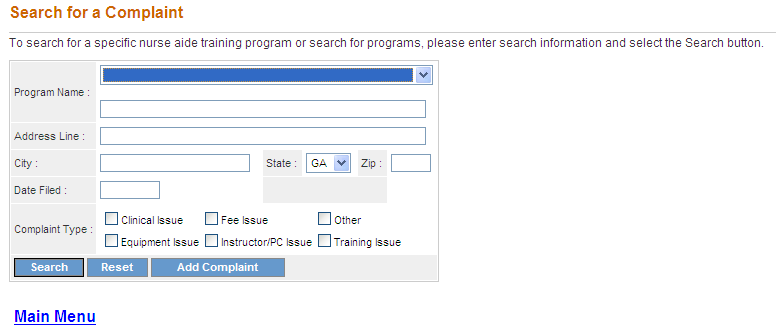 Search for a Complaint
To search for a specific nurse aide training program or search for programs, please enter search information and select the Search button.
Program Name :
Address Line :
City : State : GA Zip :
Date Filed :
Complaint Type : Clinical Issue Fee Issue Other
Equipment Issue Instructor/PC Issue Training Issue
Search Reset Add Complaint
Main Menu